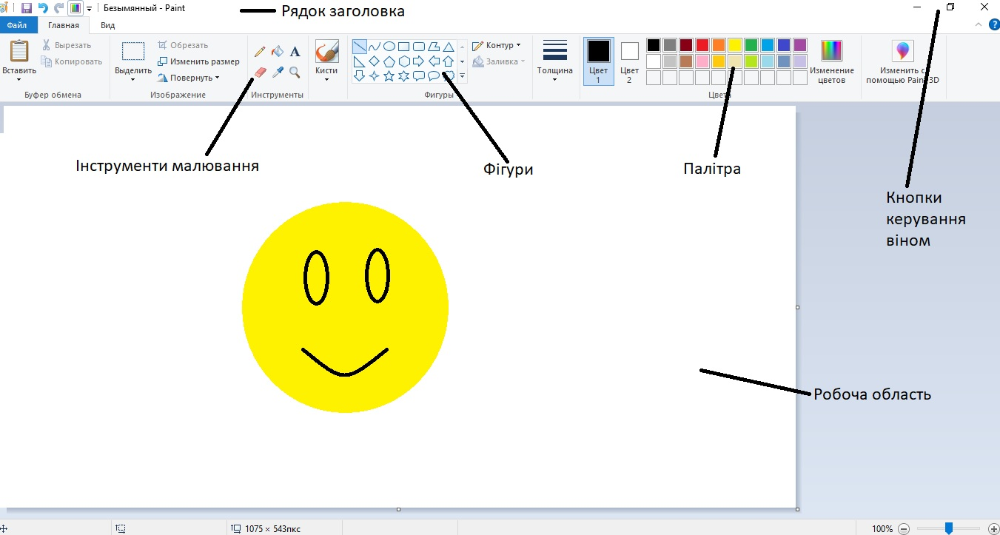 Безымянный - Paint
Рядок заголовка
Файл
Главная
Вид
Вставить
Вырезать
Копировать
Буфер обмена
Выделить
Обрезать
Изменить размер
Повернуть
Изображение
A
Инструменты
Кисти
Контур
Заливка
Фигуры
Толщина
Цвет
1
Цвет
2
Изменение
цветов
Цвета
Изменить с
помощью Paint 3D
?
Інструменти малювання
Фігури
Палітра
Кнопки
керування
віном
Робоча область
1075 × 543пкс
100%